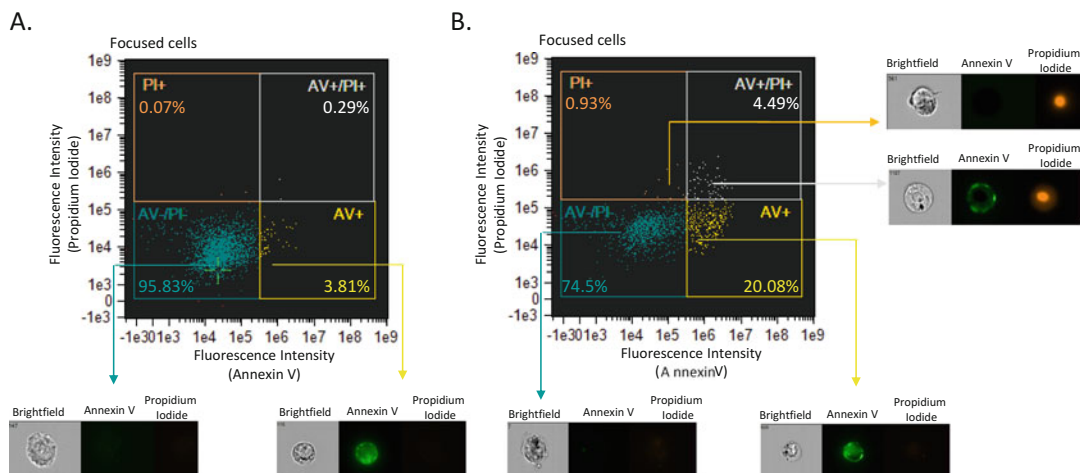 A.
Focused cells
1e9
1e8
1e7
1e6
1e5
1e4
1e3
0
-1e3
Fluorescence Intensity
(Propidium Iodide)
PI+
0.07%
AV+/PI+
0.29%
AV-/PI-
95.83%
AV+
3.81%
-1e30 1e3 1e4 1e5 1e6 1e7 1e8 1e9
Fluorescence Intensity
(Annexin V)
Brightfield Annexin V Propidium
Iodide
Brightfield Annexin V Propidium
Iodide
B.
Focused cells
1e9
1e8
1e7
1e6
1e5
1e4
1e3
0
-1e3
Fluorescence Intensity
(Propidium Iodide)
PI+
0.93%
AV+/PI+
4.49%
AV-/PI-
74.5%
AV+
20.08%
-1e30 1e3 1e4 1e5 1e6 1e7 1e8 1e9
Fluorescence Intensity
(A nnexinV)
Brightfield Annexin V Propidium
Iodide
Brightfield Annexin V Propidium
Iodide
Brightfield Annexin V Propidium
Iodide
Brightfield Annexin V Propidium
Iodide